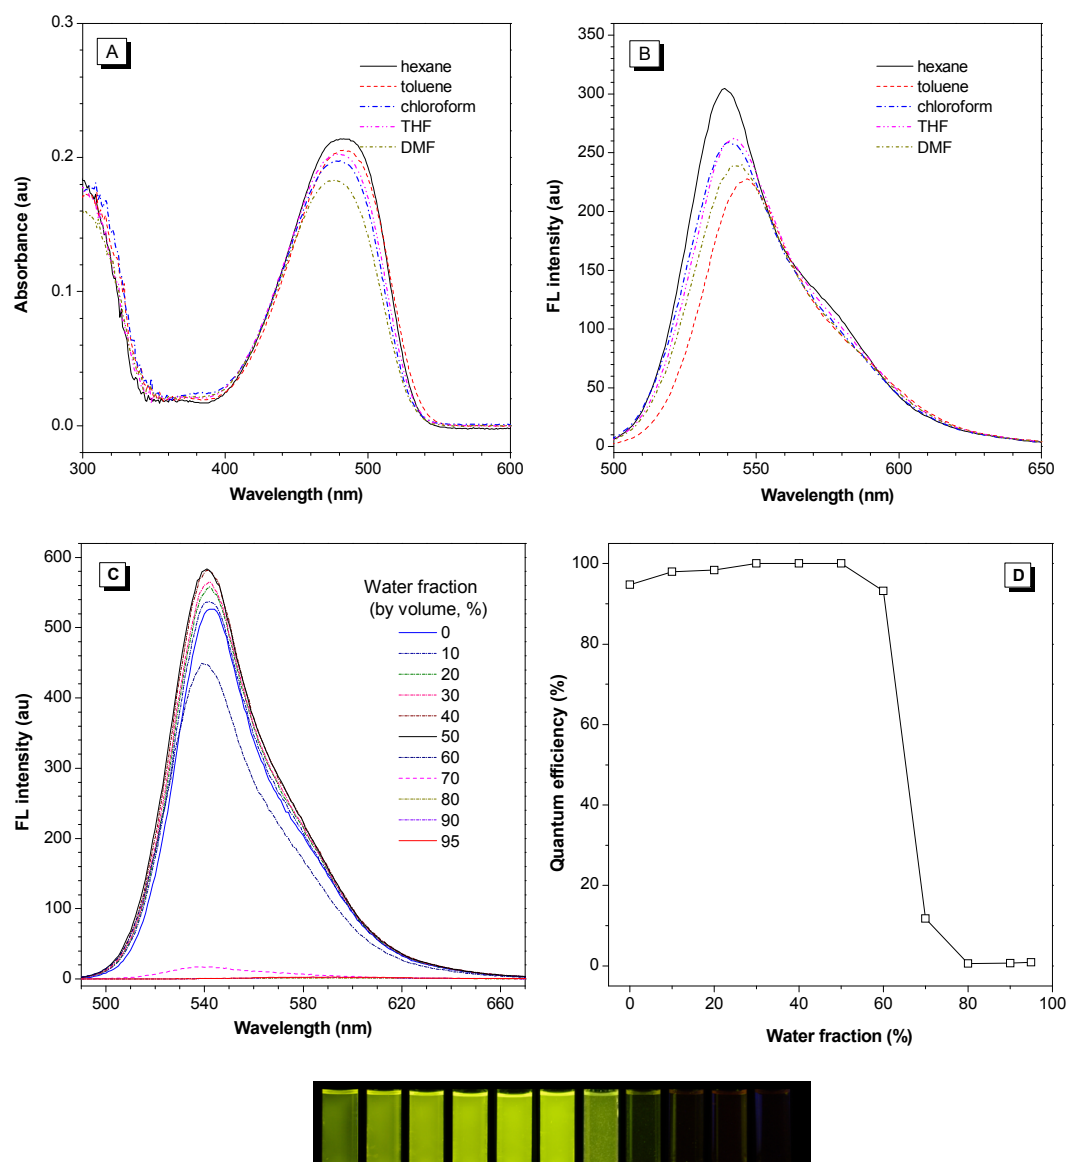 A
hexane
toluene
chloroform
THF
DMF
0.3
0.2
0.1
0.0
Absorbance (au)
300
400
500
600
Wavelength (nm)
B
hexane
toluene
chloroform
THF
DMF
350
300
250
200
150
100
50
0
FL intensity (au)
500
550
600
650
Wavelength (nm)
C
Water fraction
(by volume, %)
0
10
20
30
40
50
60
70
80
90
95
600
500
400
300
200
100
0
FL intensity (au)
500
540
580
620
660
Wavelength (nm)
D
100
80
60
40
20
0
Quantum efficiency (%)
0
20
40
60
80
100
Water fraction (%)